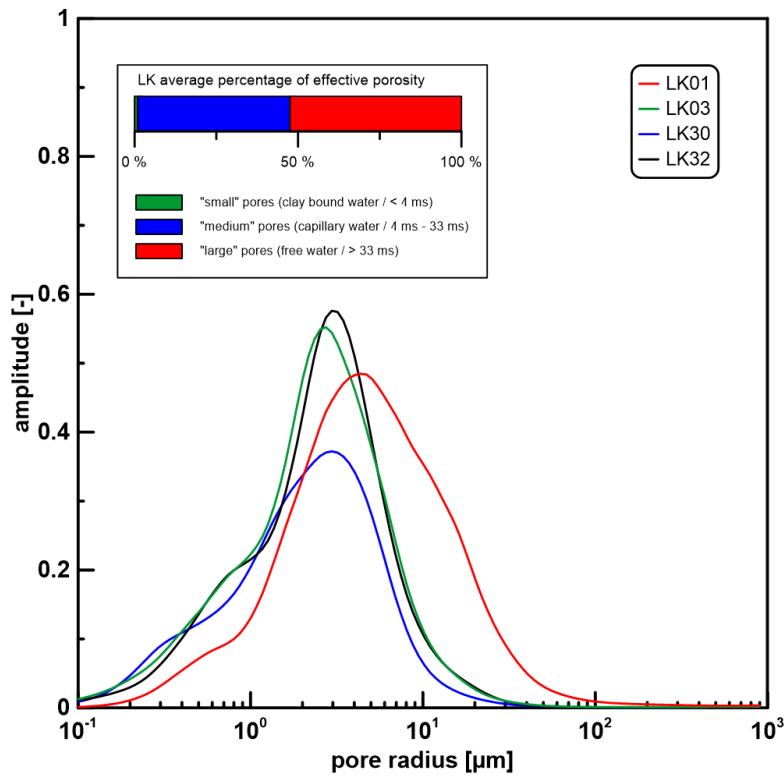 1
LK average percentage of effective porosity
0 %
50 %
100 %
"small" pores (clay bound water / < 4 ms)
"medium" pores (capillary water / 4 ms - 33 ms)
"large" pores (free water / > 33 ms)
LK01
LK03
LK30
LK32
0.8
0.6
0.4
0.2
0
amplitude [-]
10⁻¹
10⁰
10¹
10²
10³
pore radius [µm]